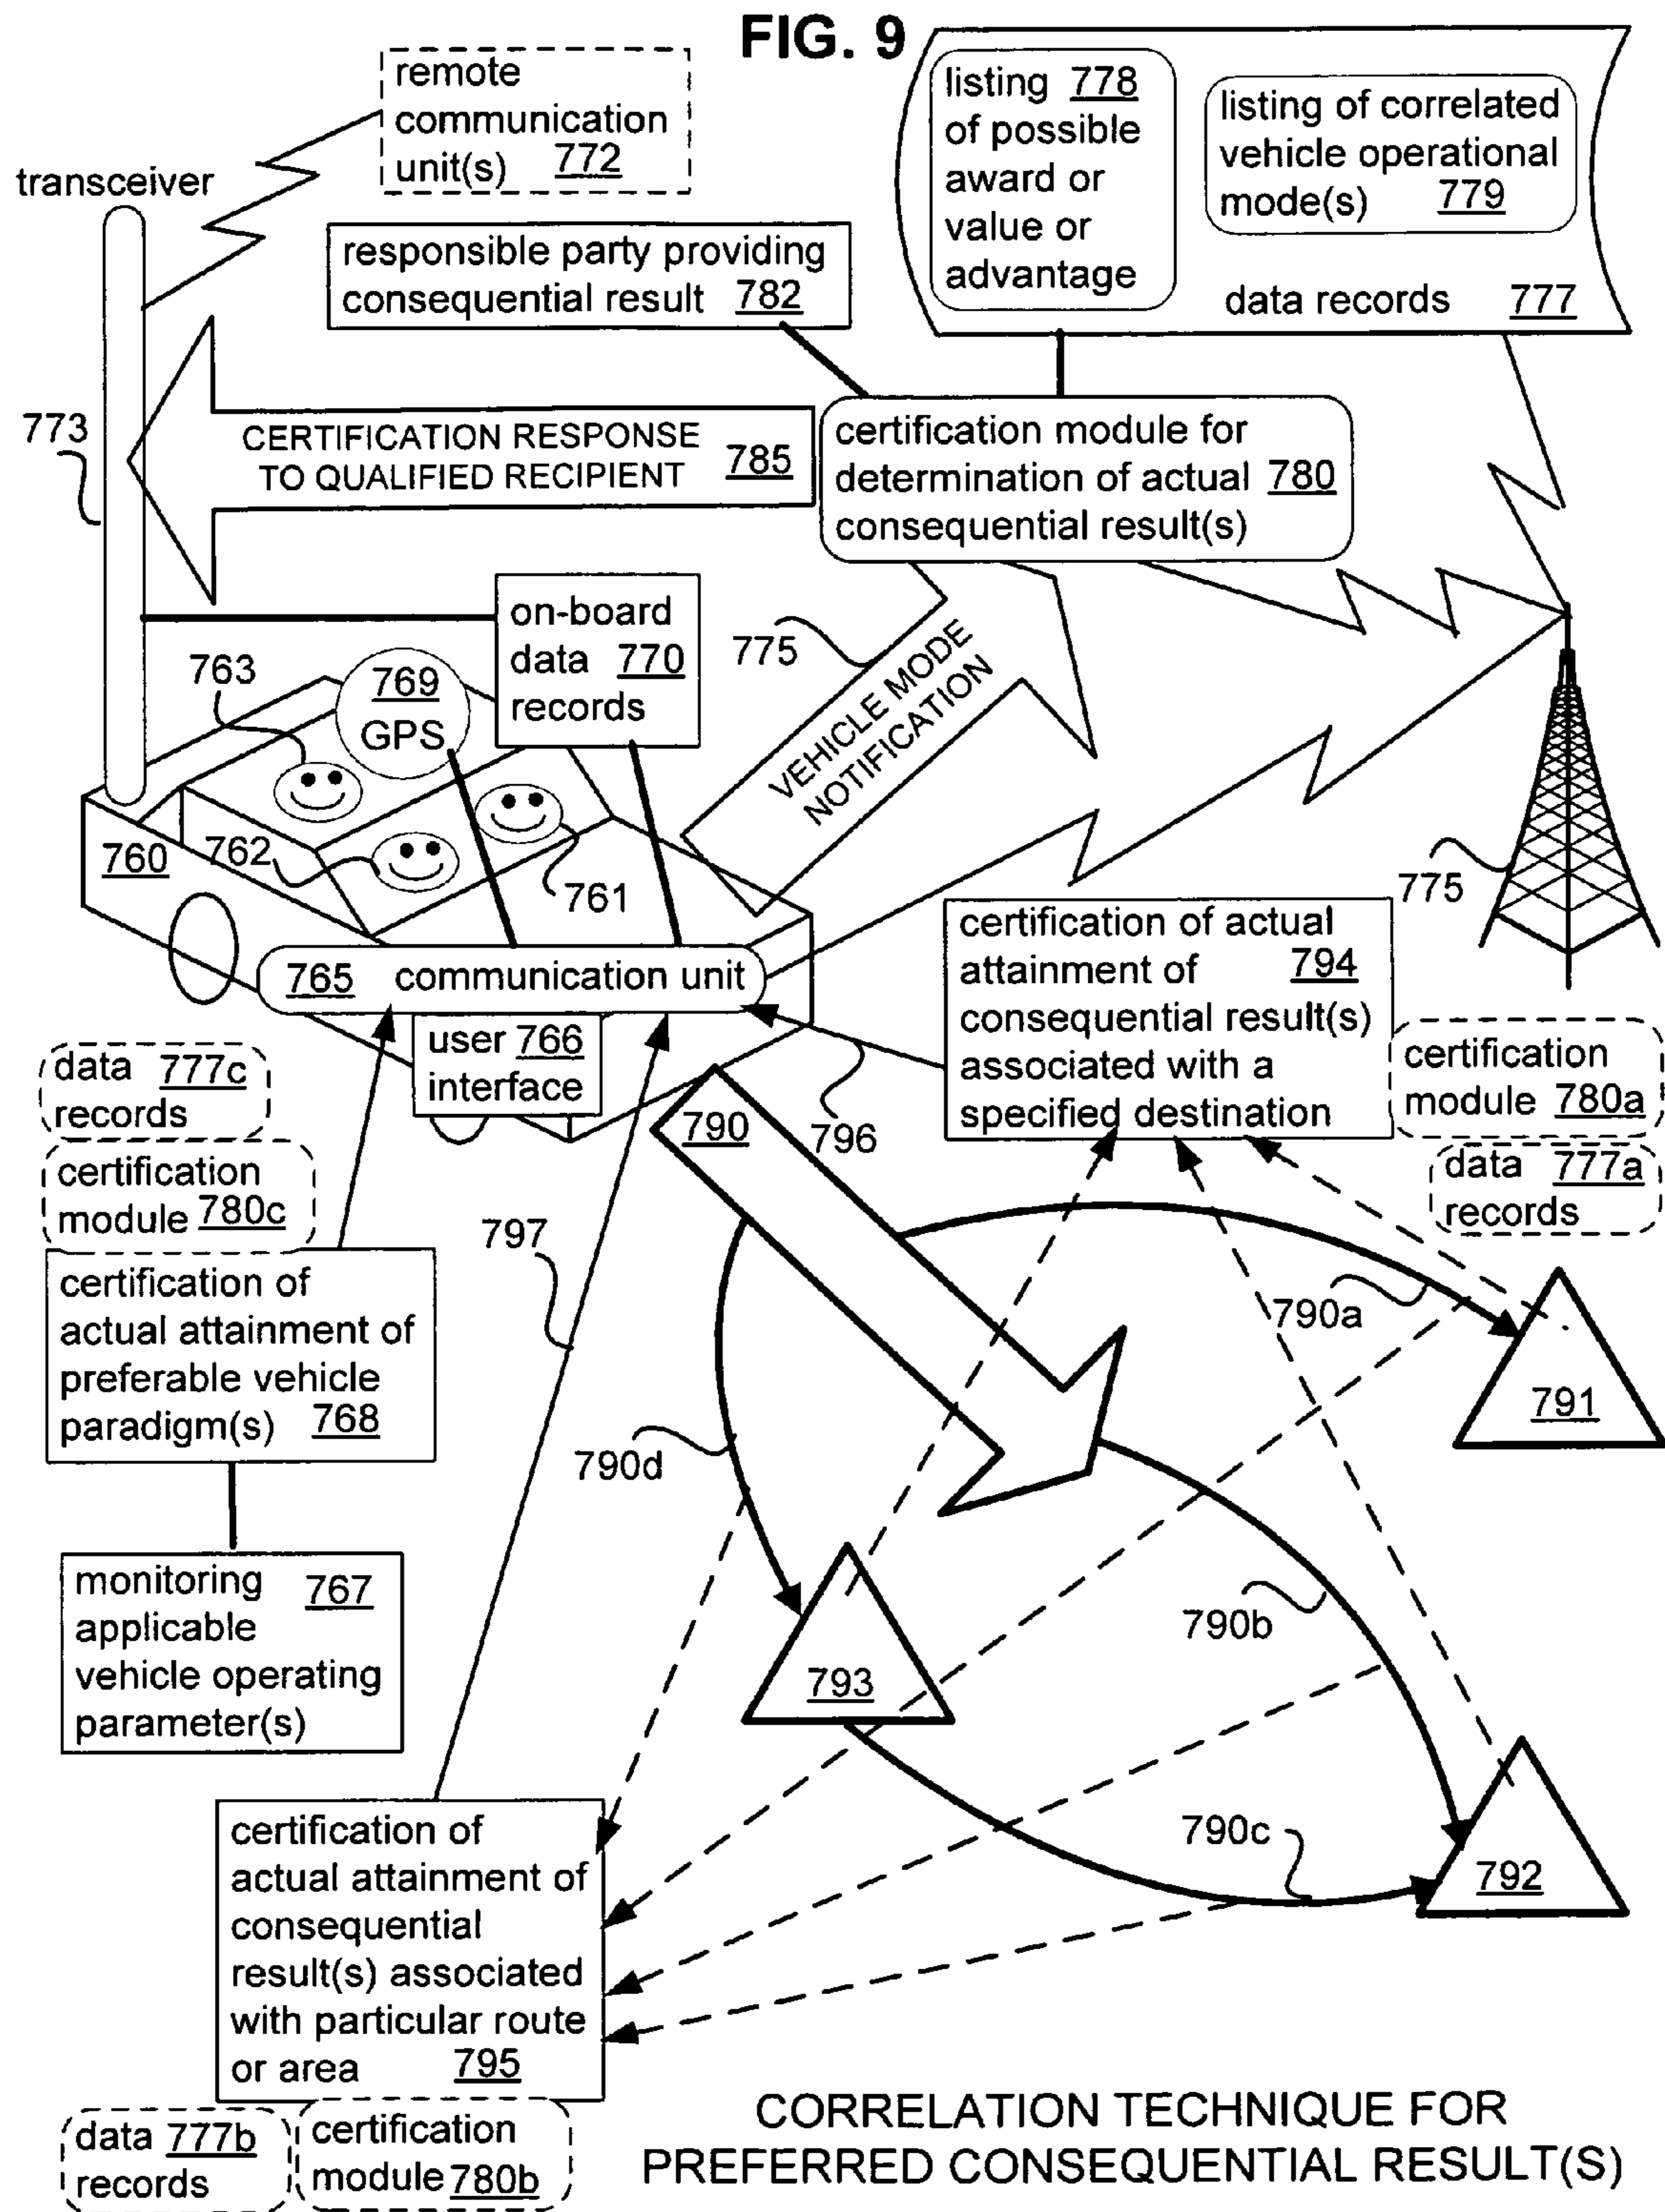 FIG. 9
remote
communication
unit(s) 772
transceiver
listing 778
of possible
award or
value or
advantage
listing of correlated
vehicle operational
mode(s) 779
data records 777
responsible party providing
consequential result 782
773
CERTIFICATION RESPONSE
TO QUALIFIED RECIPIENT 785
certification module for
determination of actual 780
consequential result(s)
on-board
data 770
records
775
VEHICLE MODE
NOTIFICATION
763
769
GPS
760
762
761
775
765 communication unit
user 766
interface
certification of actual
attainment of 794
consequential result(s)
associated with a
specified destination
certification
module 780a
data 777a
records
data 777c
records
certification
module 780c
790
796
797
certification of
actual attainment of
preferable vehicle
paradigm(s) 768
790a
791
790d
monitoring 767
applicable
vehicle operating
parameter(s)
790b
793
790c
792
certification of
actual attainment of
consequential
result(s) associated
with particular route
or area 795
data 777b
records
certification
module 780b
CORRELATION TECHNIQUE FOR
PREFERRED CONSEQUENTIAL RESULT(S)